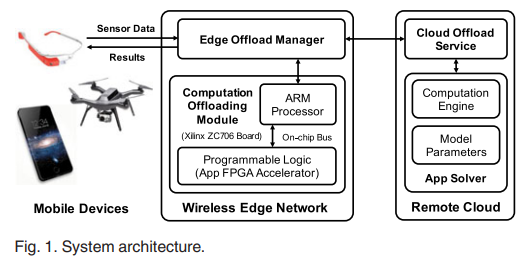 Sensor Data
Results
Edge Offload Manager
Cloud Offload
Service
Computation
Offloading
Module
(Xilinx ZC706 Board)
ARM
Processor
On-chip Bus
Programmable Logic
(App FPGA Accelerator)
Computation
Engine
Model
Parameters
App Solver
Mobile Devices
Wireless Edge Network
Remote Cloud
Fig. 1. System architecture.